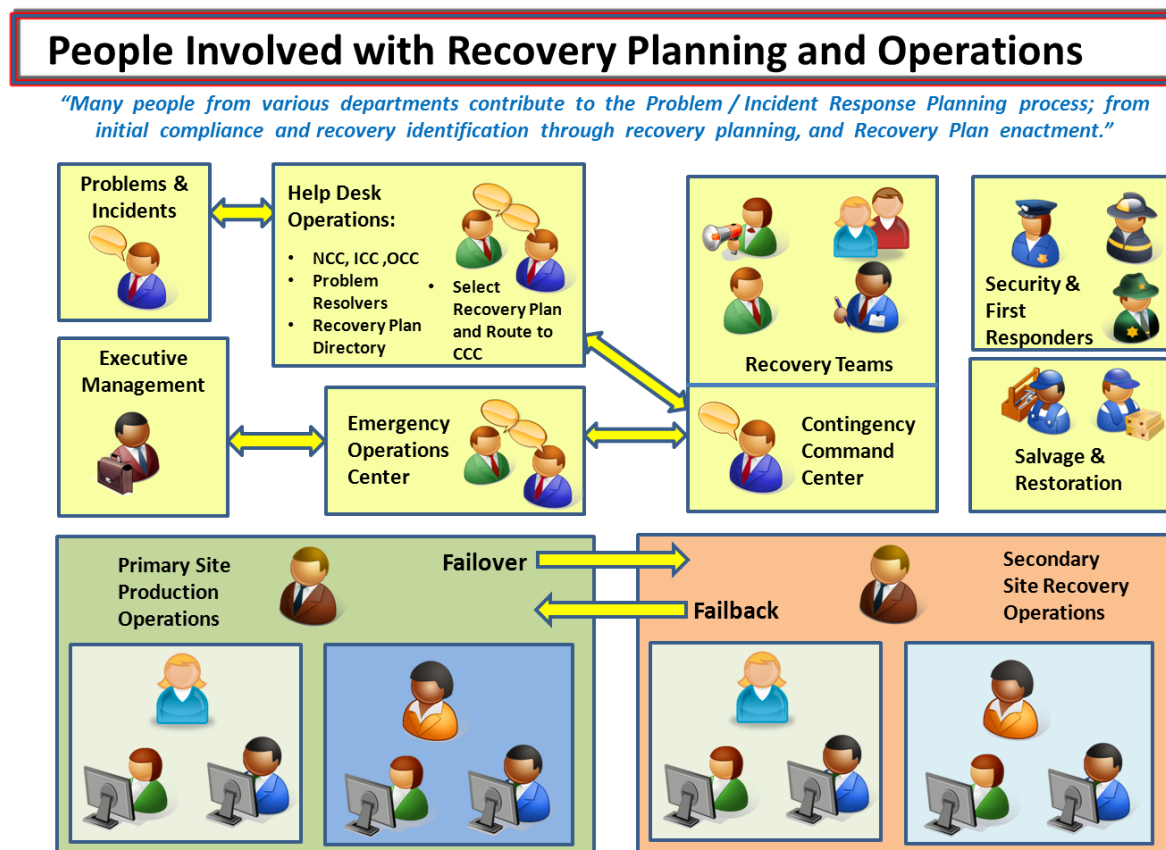 People Involved with Recovery Planning and Operations
“Many people from various departments contribute to the Problem / Incident Response Planning process; from
initial compliance and recovery identification through recovery planning, and Recovery Plan enactment.”
Problems &
Incidents
Help Desk
Operations:
• NCC, ICC ,OCC
• Problem
Resolvers
• Recovery Plan
Directory
• Select
Recovery Plan
and Route to
CCC
Recovery Teams
Security &
First
Responders
Executive
Management
Emergency
Operations
Center
Contingency
Command
Center
Salvage &
Restoration
Primary Site
Production
Operations
Failover
Failback
Secondary
Site Recovery
Operations